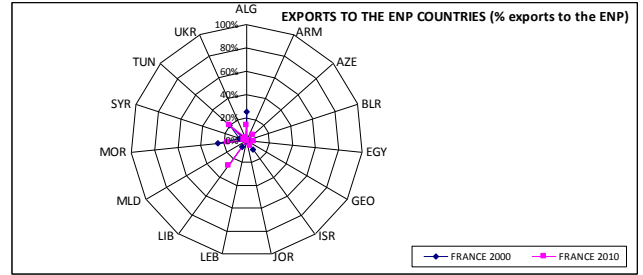 EXPORTS TO THE ENP COUNTRIES (% exports to the ENP)
ALG
ARM
AZE
BLR
EGY
GEO
ISR
JOR
LEB
LIB
MLD
MOR
SYR
TUN
UKR
100%
80%
60%
40%
20%
0%
FRANCE 2000
FRANCE 2010